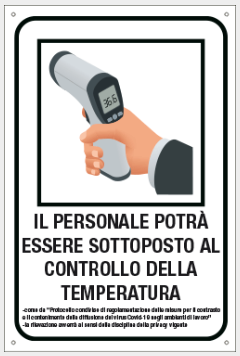 36.6
IL PERSONALE POTRÀ
ESSERE SOTTOPOSTO AL
CONTROLLO DELLA
TEMPERATURA
-come da "Protocollo condiviso di regolamentazione delle misure per il contrasto
e il contenimento della diffusione del virus Covid 19 negli ambienti di lavoro"
-la rilevazione avverrà ai sensi della disciplina della privacy vigente